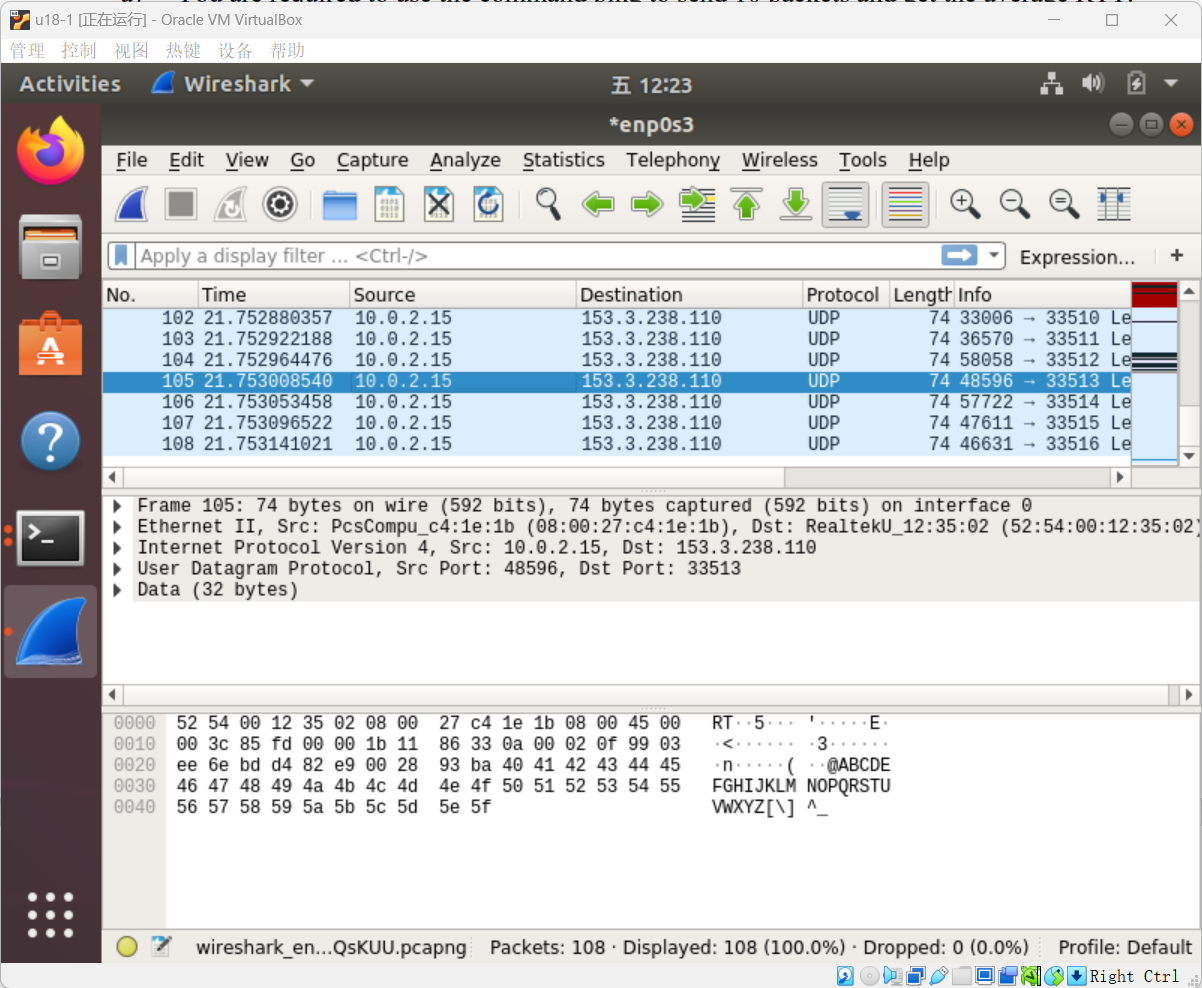 u18-1 [正在运行] - Oracle VM VirtualBox
管理 控制 视图 热键 设备 帮助
Activities Wireshark 五 12:23
*enp0s3
File Edit View Go Capture Analyze Statistics Telephony Wireless Tools Help
Apply a display filter ... <Ctrl-/> Expression... +
No. Time Source Destination Protocol Length Info
102 21.752880357 10.0.2.15 153.3.238.110 UDP 74 33006 → 33510 Le
103 21.752922188 10.0.2.15 153.3.238.110 UDP 74 36570 → 33511 Le
104 21.752964476 10.0.2.15 153.3.238.110 UDP 74 58058 → 33512 Le
105 21.753008540 10.0.2.15 153.3.238.110 UDP 74 48596 → 33513 Le
106 21.753053458 10.0.2.15 153.3.238.110 UDP 74 57722 → 33514 Le
107 21.753096522 10.0.2.15 153.3.238.110 UDP 74 47611 → 33515 Le
108 21.753141021 10.0.2.15 153.3.238.110 UDP 74 46631 → 33516 Le
Frame 105: 74 bytes on wire (592 bits), 74 bytes captured (592 bits) on interface 0
Ethernet II, Src: PcsCompu_c4:1e:1b (08:00:27:c4:1e:1b), Dst: RealtekU_12:35:02 (52:54:00:12:35:02)
Internet Protocol Version 4, Src: 10.0.2.15, Dst: 153.3.238.110
User Datagram Protocol, Src Port: 48596, Dst Port: 33513
Data (32 bytes)
0000 52 54 00 12 35 02 08 00 27 c4 1e 1b 08 00 45 00 RT··5··· '·····E·
0010 00 3c 85 fd 00 00 1b 11 86 33 0a 00 02 0f 99 03 ·<······ ·3······
0020 ee 6e bd d4 82 e9 00 28 93 ba 40 41 42 43 44 45 ·n·····( ··@ABCDE
0030 46 47 48 49 4a 4b 4c 4d 4e 4f 50 51 52 53 54 55 FGHIJKLM NOPQRSTU
0040 56 57 58 59 5a 5b 5c 5d 5e 5f VWXYZ[\] ^_
wireshark_en...QsKUU.pcapng Packets: 108 · Displayed: 108 (100.0%) · Dropped: 0 (0.0%) Profile: Default
Right Ctrl